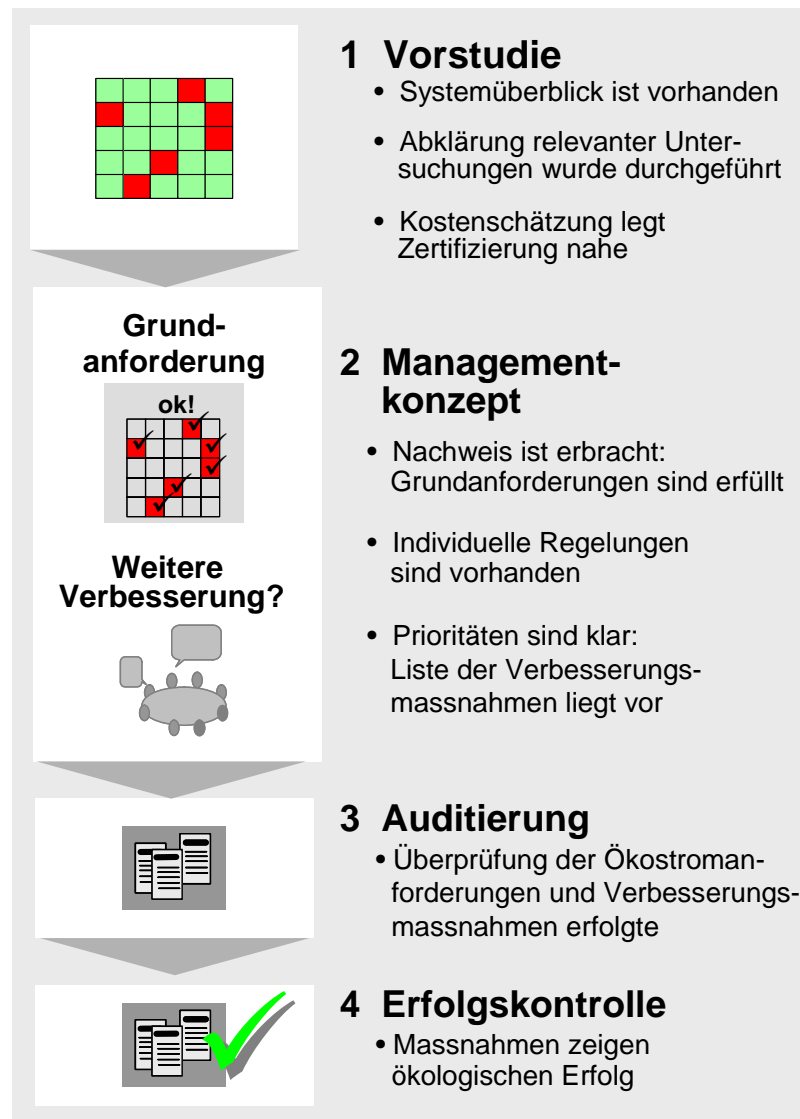 1 Vorstudie
• Systemüberblick ist vorhanden
• Abklärung relevanter Unter-
suchungen wurde durchgeführt
• Kostenschätzung legt
Zertifizierung nahe
Grund-
anforderung
ok!
Weitere
Verbesserung?
2 Management-
konzept
• Nachweis ist erbracht:
Grundanforderungen sind erfüllt
• Individuelle Regelungen
sind vorhanden
• Prioritäten sind klar:
Liste der Verbesserungs-
massnahmen liegt vor
3 Auditierung
• Überprüfung der Ökostroman-
forderungen und Verbesserungs-
massnahmen erfolgte
4 Erfolgskontrolle
• Massnahmen zeigen
ökologischen Erfolg